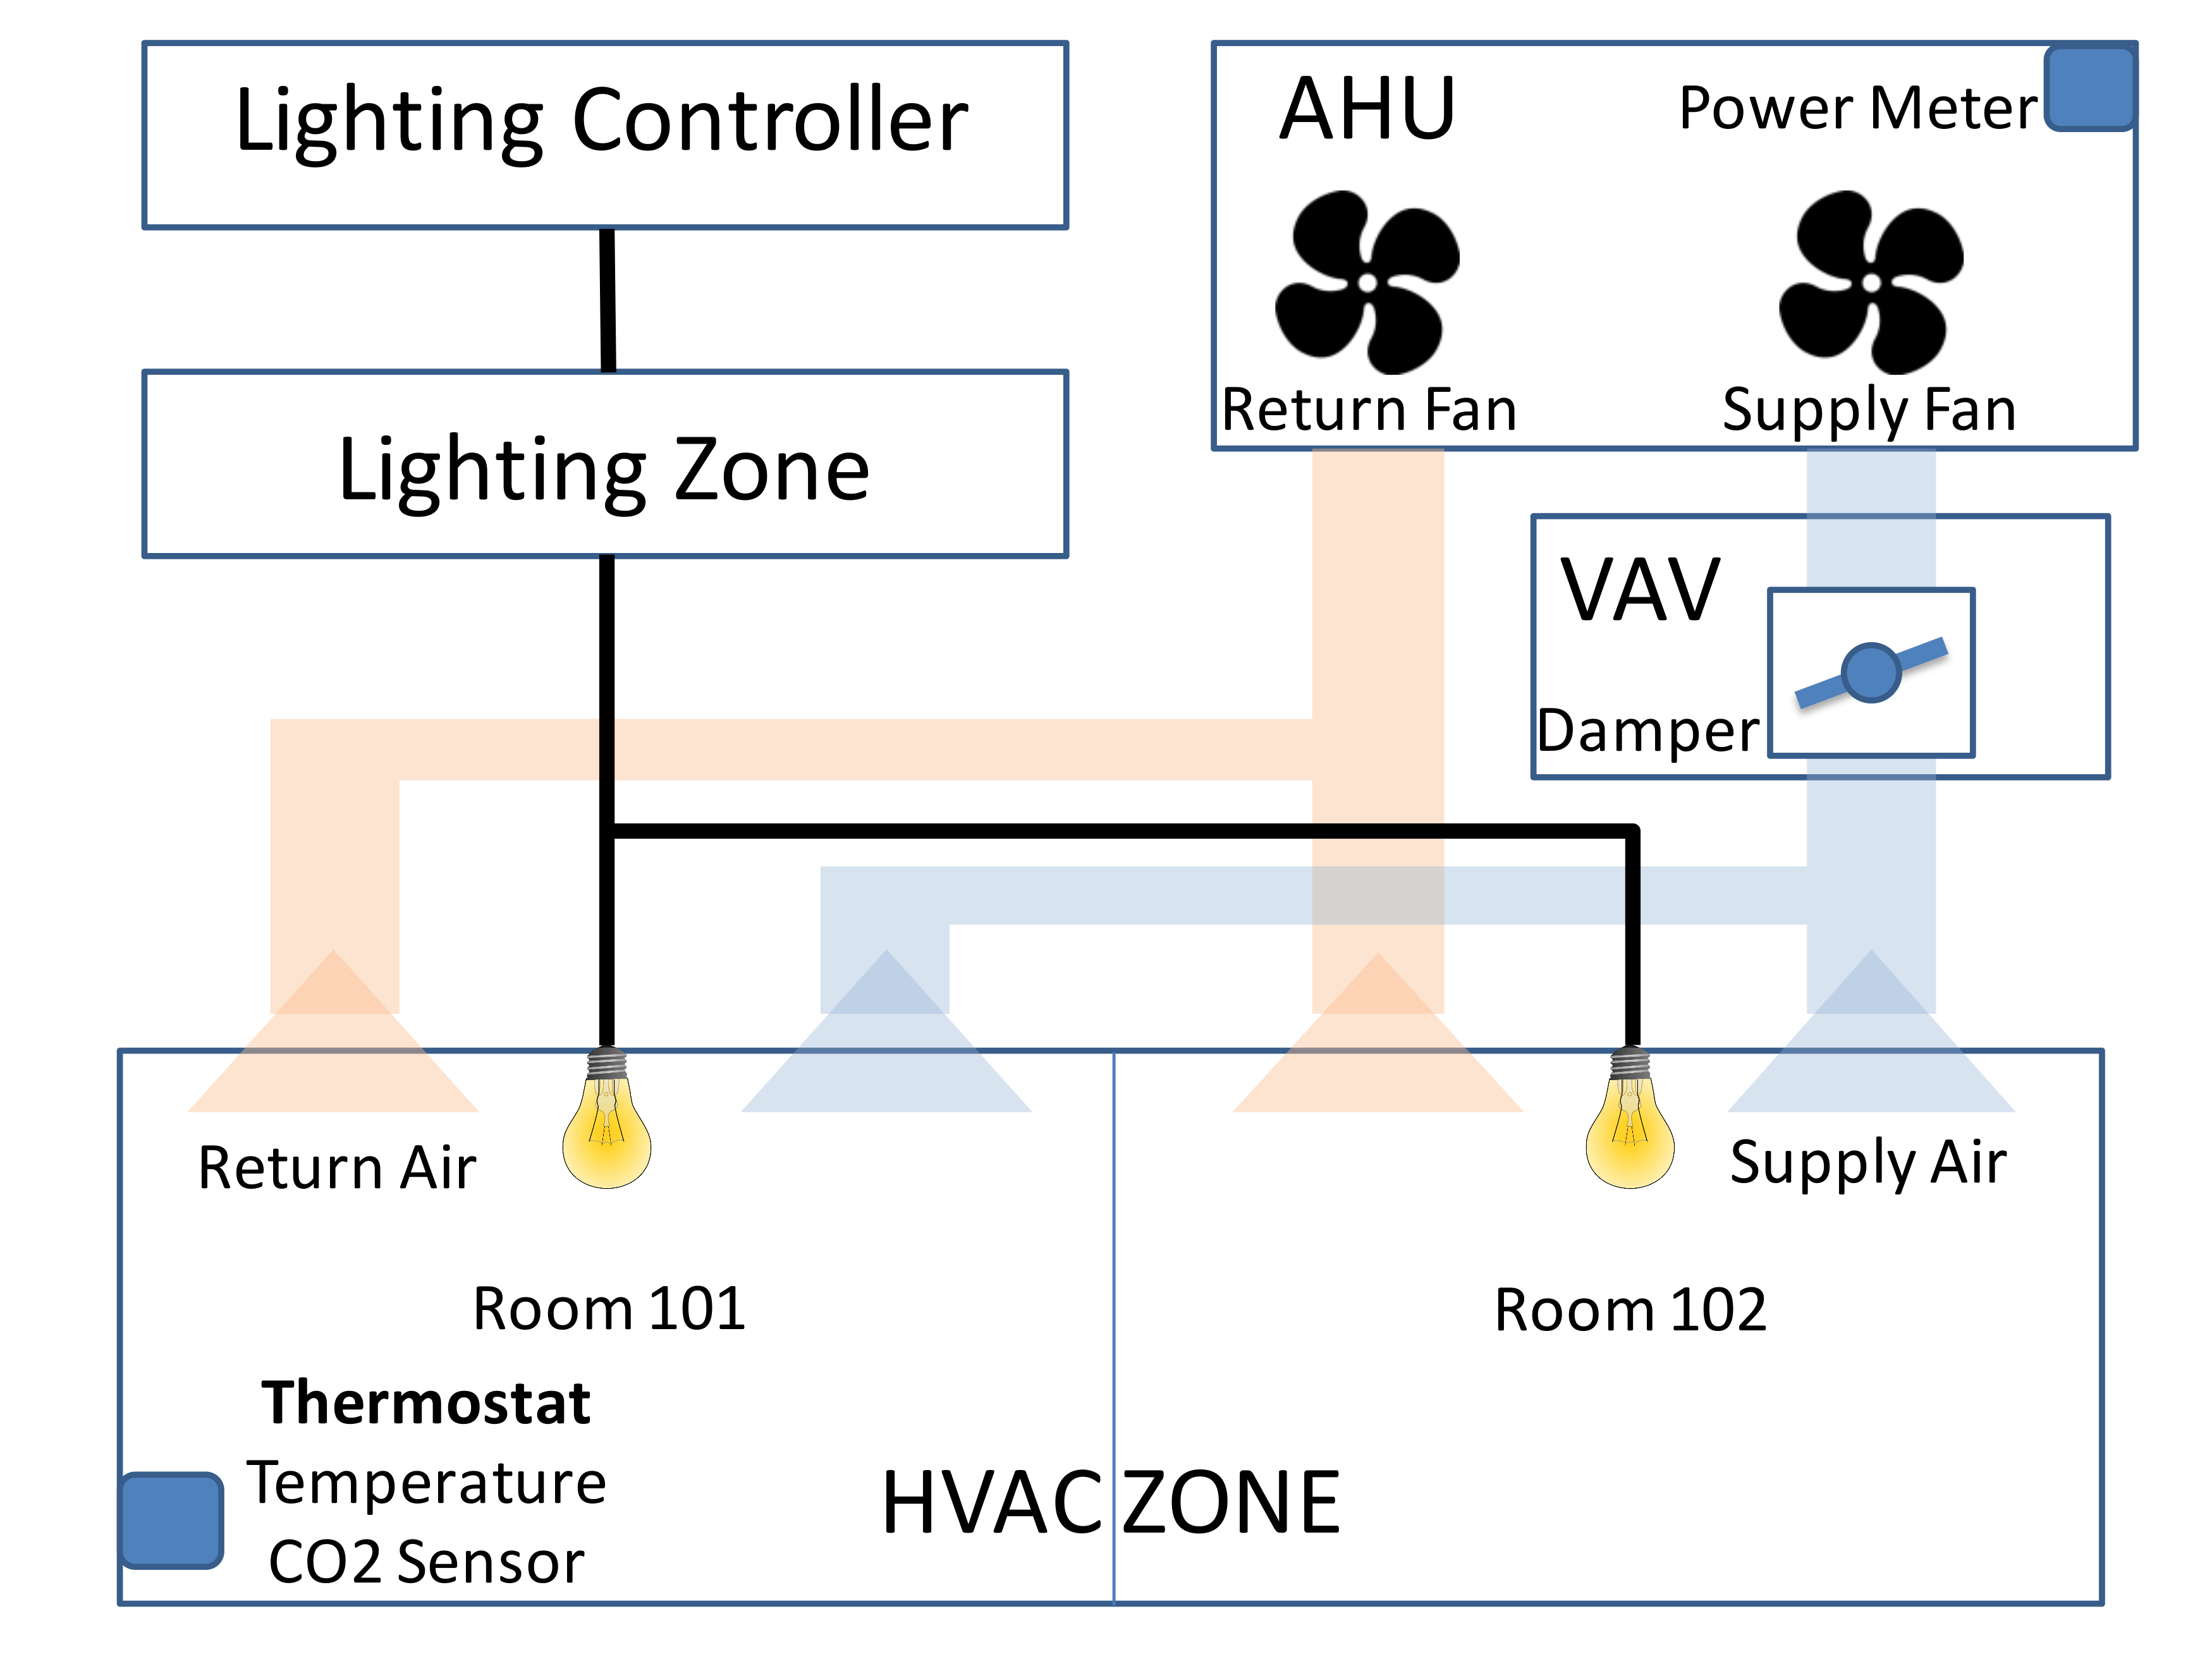 Lighting Controller
AHU
Power Meter
Return Fan
Supply Fan
Lighting Zone
VAV
Damper
Return Air
Supply Air
Room 101
Room 102
Thermostat
Temperature
CO2 Sensor
HVAC ZONE